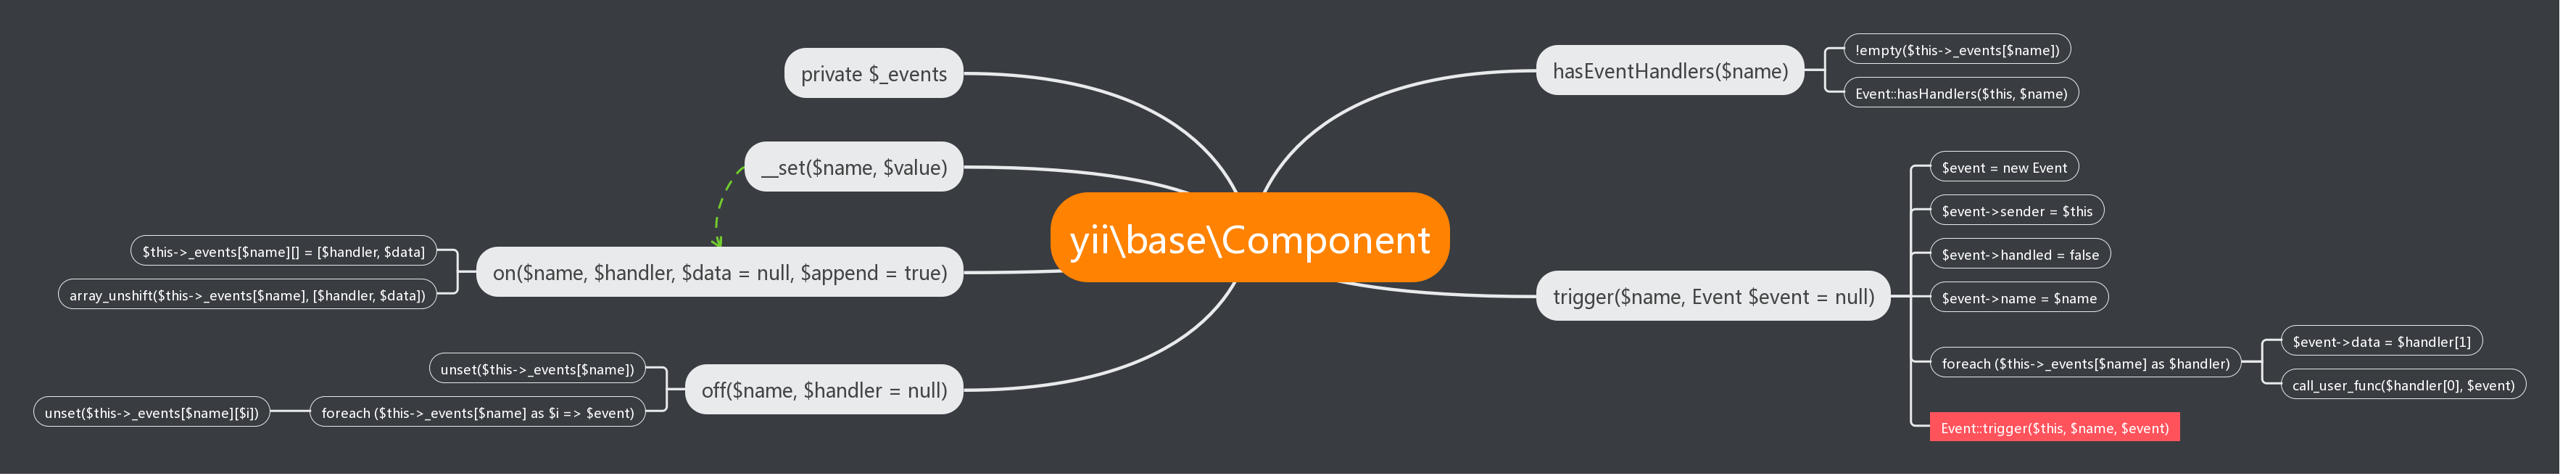 yii\base\Component
private $_events
__set($name, $value)
on($name, $handler, $data = null, $append = true)
$this->_events[$name][] = [$handler, $data]
array_unshift($this->_events[$name], [$handler, $data])
off($name, $handler = null)
unset($this->_events[$name])
foreach ($this->_events[$name] as $i => $event)
unset($this->_events[$name][$i])
hasEventHandlers($name)
!empty($this->_events[$name])
Event::hasHandlers($this, $name)
trigger($name, Event $event = null)
$event = new Event
$event->sender = $this
$event->handled = false
$event->name = $name
foreach ($this->_events[$name] as $handler)
$event->data = $handler[1]
call_user_func($handler[0], $event)
Event::trigger($this, $name, $event)